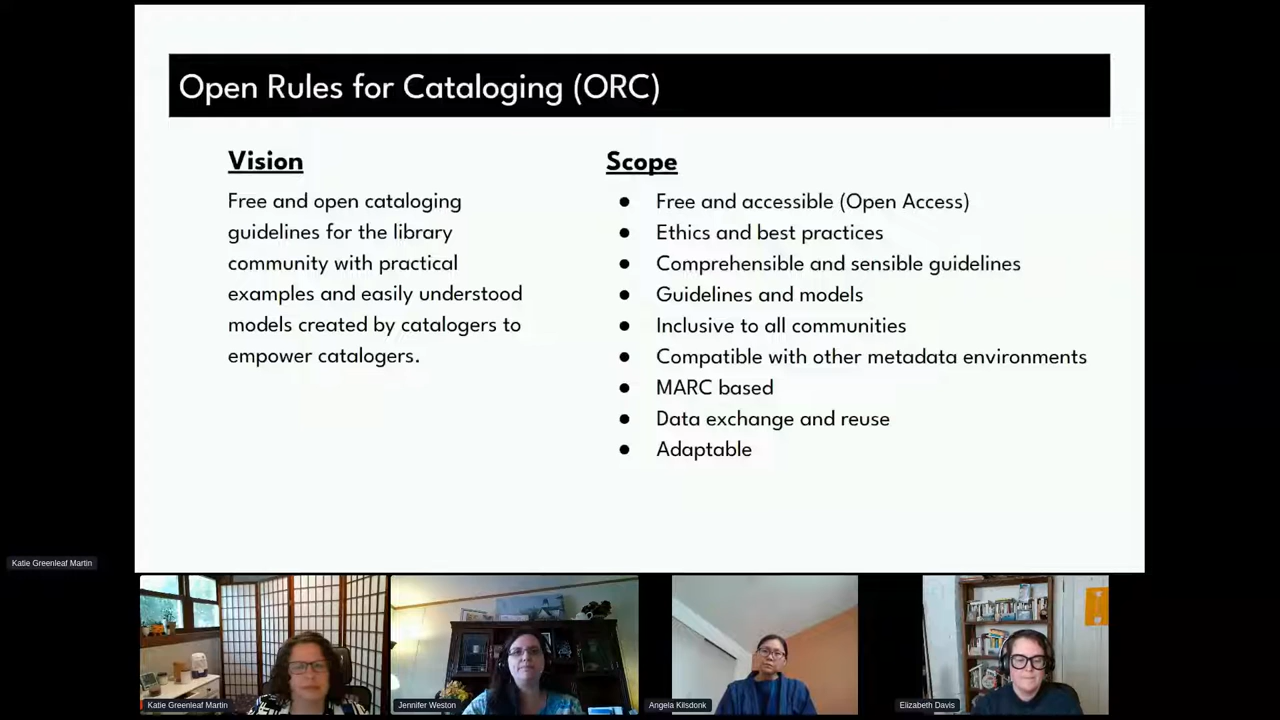 Open Rules for Cataloging (ORC)
Vision
Free and open cataloging
guidelines for the library
community with practical
examples and easily understood
models created by catalogers to
empower catalogers.
Scope
● Free and accessible (Open Access)
● Ethics and best practices
● Comprehensible and sensible guidelines
● Guidelines and models
● Inclusive to all communities
● Compatible with other metadata environments
● MARC based
● Data exchange and reuse
● Adaptable
Katie Greenleaf Martin
Katie Greenleaf Martin
Jennifer Weston
Angela Kilsdonk
Elizabeth Davis